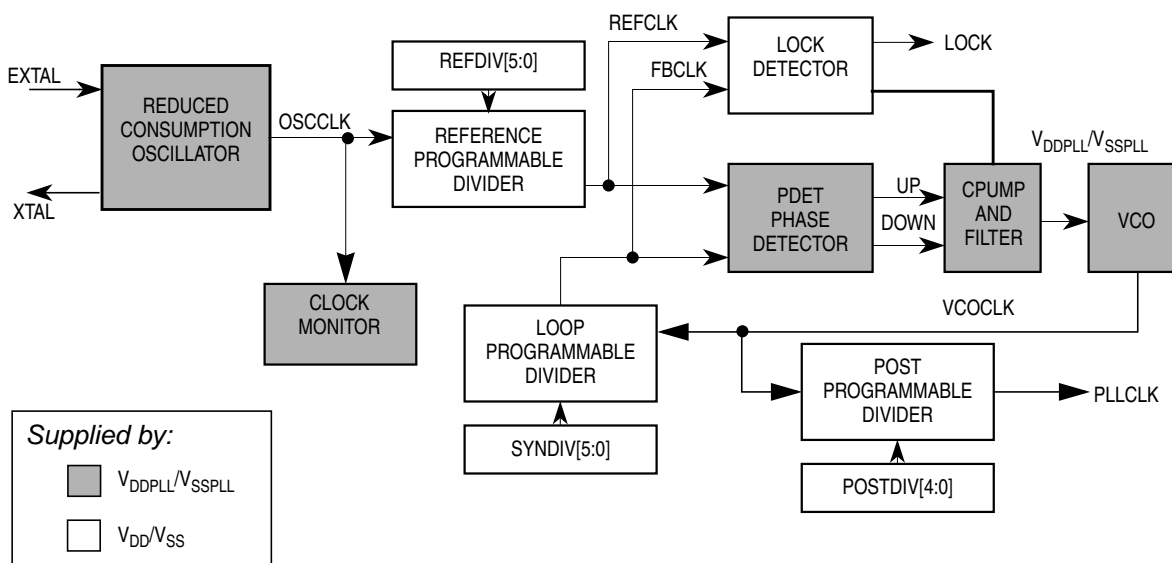 REFCLK
LOCK
DETECTOR
LOCK
REFDIV[5:0]
FBCLK
EXTAL
REDUCED
CONSUMPTION
OSCILLATOR
OSCCLK
REFERENCE
PROGRAMMABLE
DIVIDER
XTAL
VDDPLL/VSSPLL
PDET
PHASE
DETECTOR
UP
DOWN
CPUMP
AND
FILTER
VCO
CLOCK
MONITOR
LOOP
PROGRAMMABLE
DIVIDER
VCOCLK
POST
PROGRAMMABLE
DIVIDER
PLLCLK
SYNDIV[5:0]
POSTDIV[4:0]
Supplied by:
VDDPLL/VSSPLL
VDD/VSS